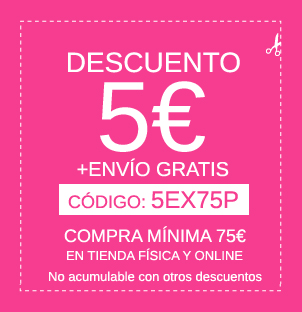 DESCUENTO
5€
+ENVÍO GRATIS
CÓDIGO: 5EX75P
COMPRA MÍNIMA 75€
EN TIENDA FÍSICA Y ONLINE
No acumulable con otros descuentos